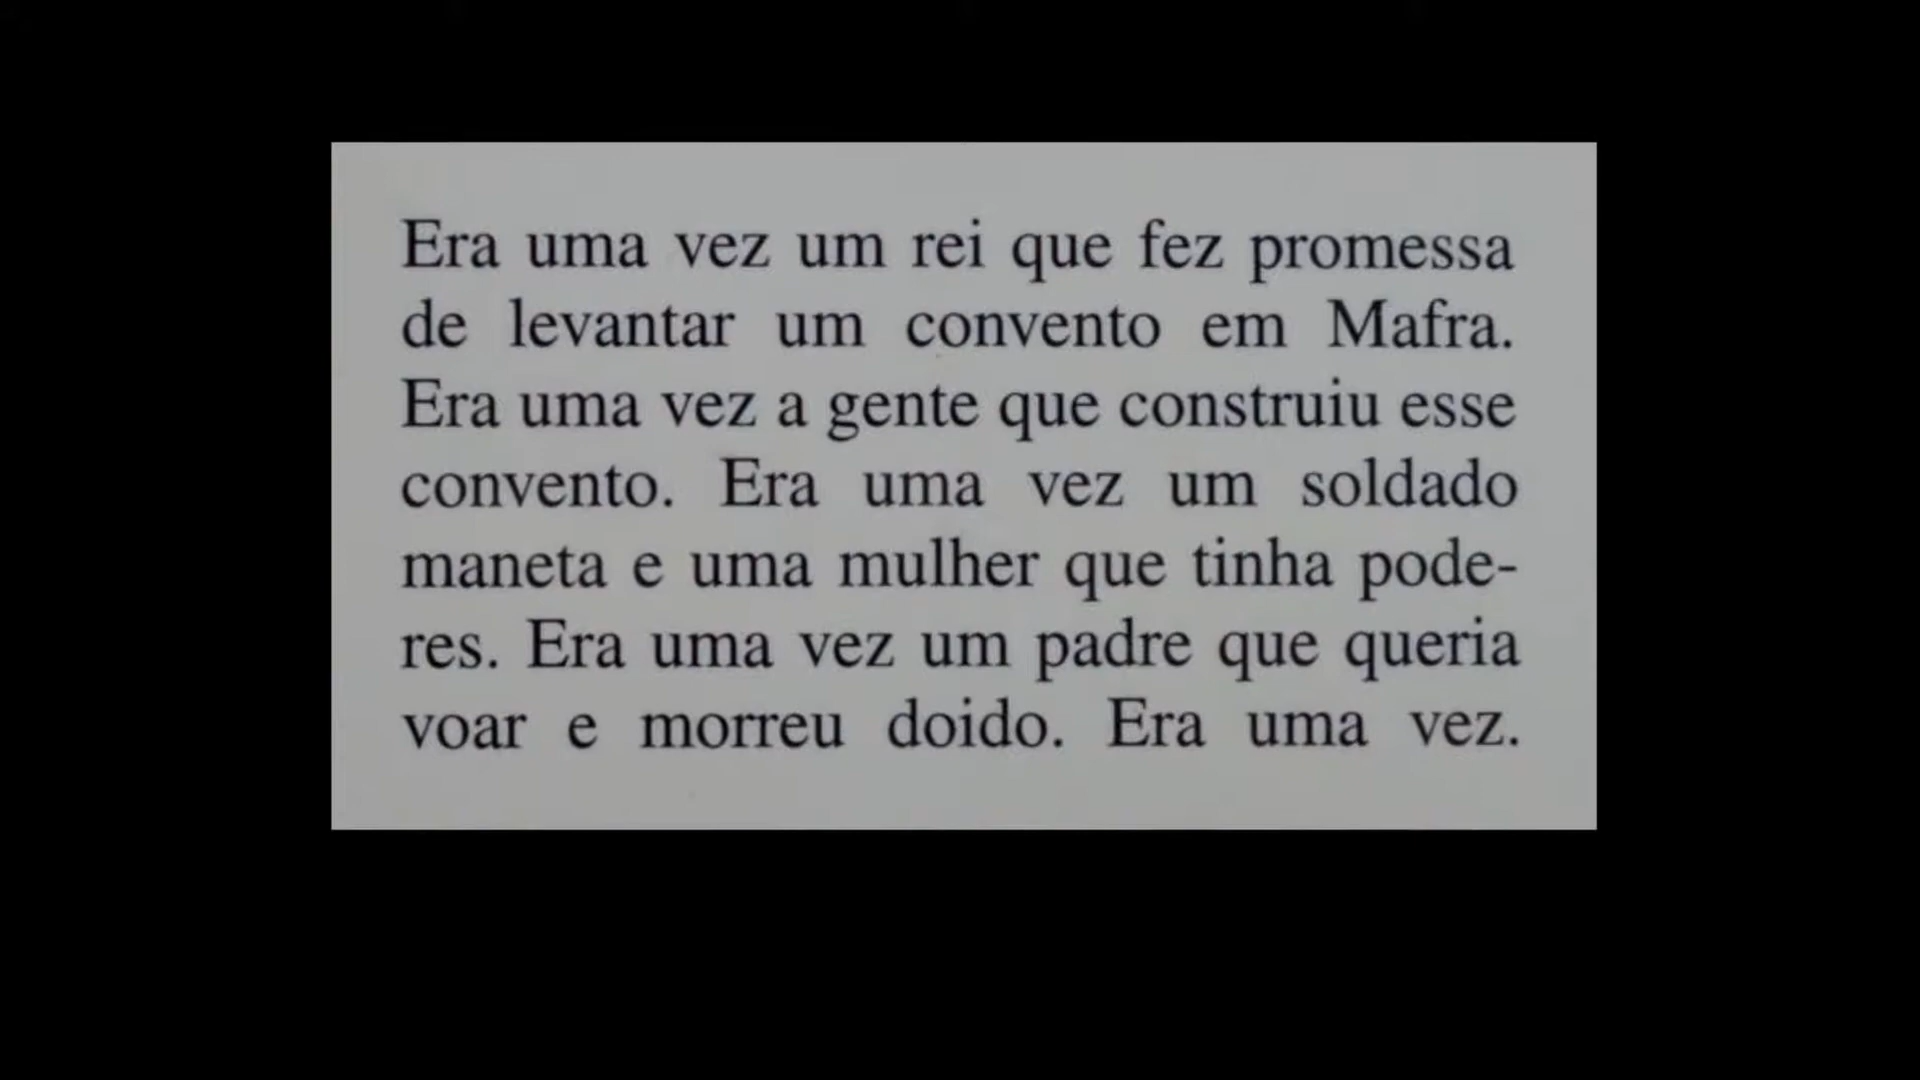 Era uma vez um rei que fez promessa
de levantar um convento em Mafra.
Era uma vez a gente que construiu esse
convento. Era uma vez um soldado
maneta e uma mulher que tinha pode-
res. Era uma vez um padre que queria
voar e morreu doido. Era uma vez.